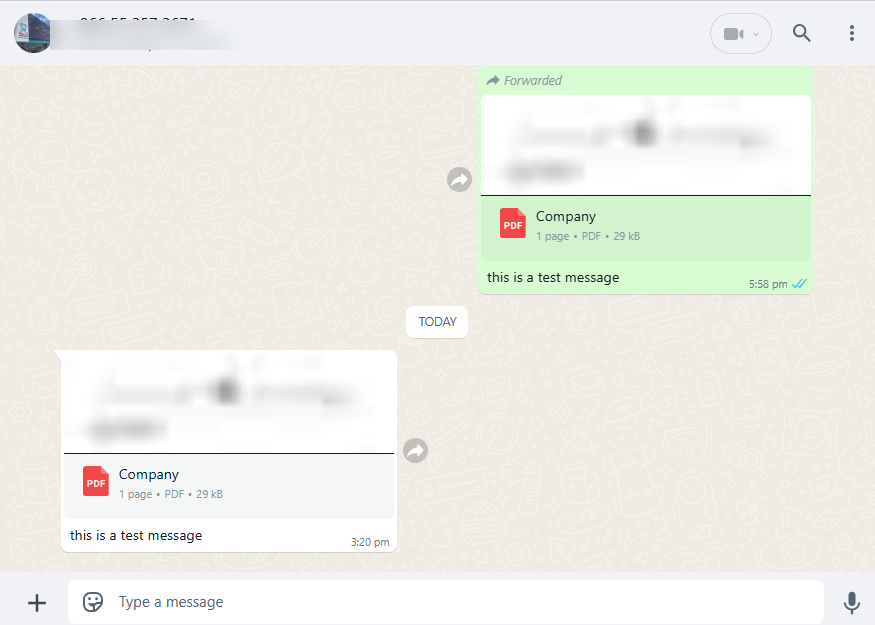 Forwarded
PDF
Company
1 page • PDF • 29 kB
this is a test message
5:58 pm
TODAY
PDF
Company
1 page • PDF • 29 kB
this is a test message
3:20 pm
Type a message